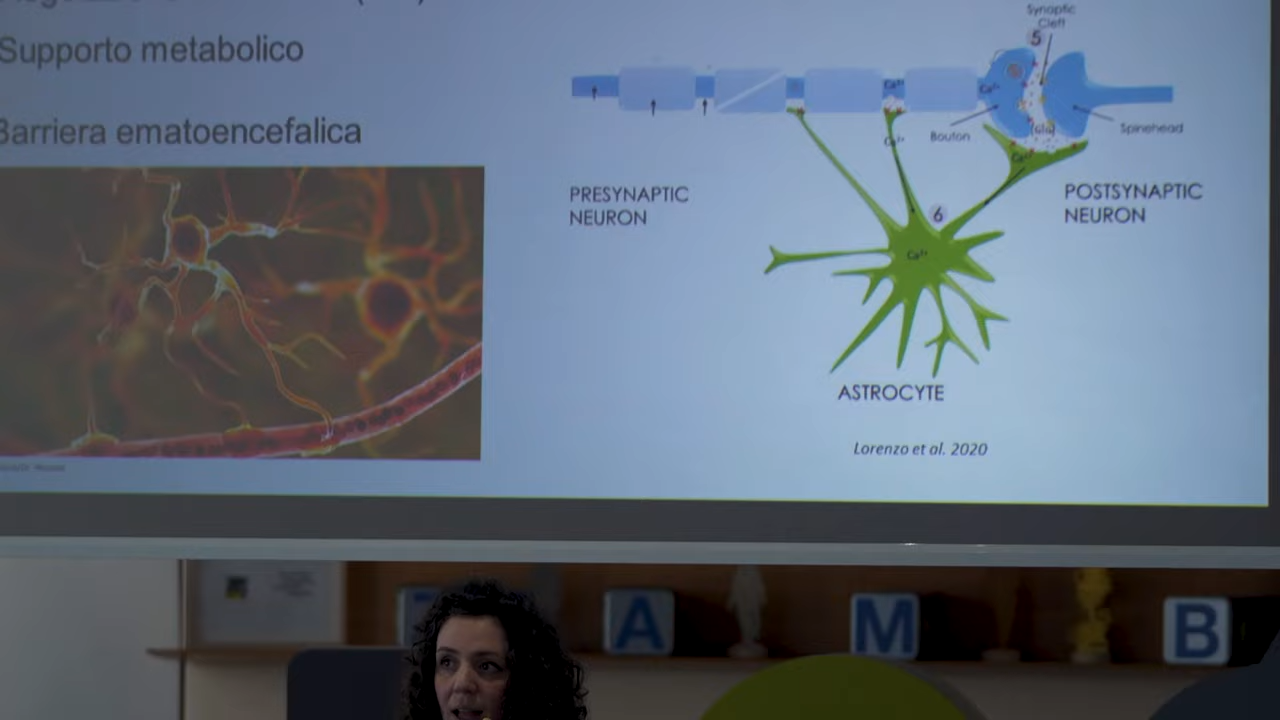 Supporto metabolico
Barriera ematoencefalica
Synaptic
Cleft
5
Ca²⁺
Ca²⁺
Ca²⁺
Bouton
(Glu)
Spinehead
Ca²⁺
PRESYNAPTIC
NEURON
POSTSYNAPTIC
NEURON
6
Ca²⁺
ASTROCYTE
Lorenzo et al. 2020
A
M
B